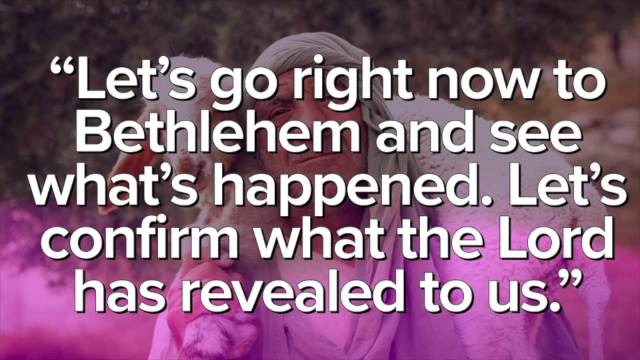 “Let’s go right now to
Bethlehem and see
what’s happened. Let’s
confirm what the Lord
has revealed to us.”